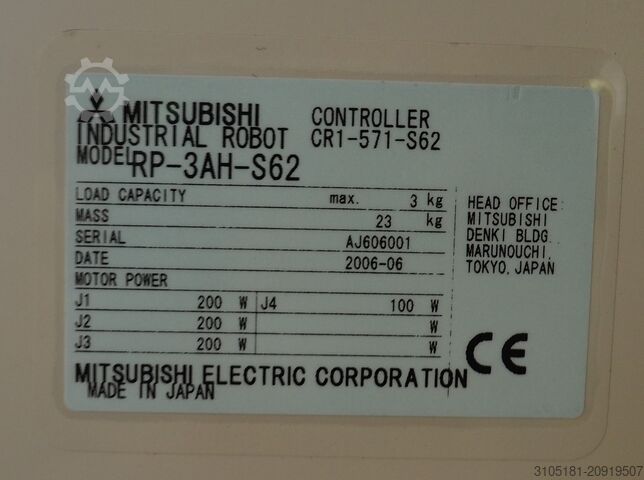 MITSUBISHI CONTROLLER
INDUSTRIAL ROBOT CR1-571-S62
MODEL RP-3AH-S62
LOAD CAPACITY max. 3 kg
MASS 23 kg
SERIAL AJ606001
DATE 2006-06
MOTOR POWER
J1 200 W J4 100 W
J2 200 W W
J3 200 W W
HEAD OFFICE:
MITSUBISHI
DENKI BLDG.
MARUNOUCHI,
TOKYO, JAPAN
CE
MITSUBISHI ELECTRIC CORPORATION
MADE IN JAPAN
3105181-20919507